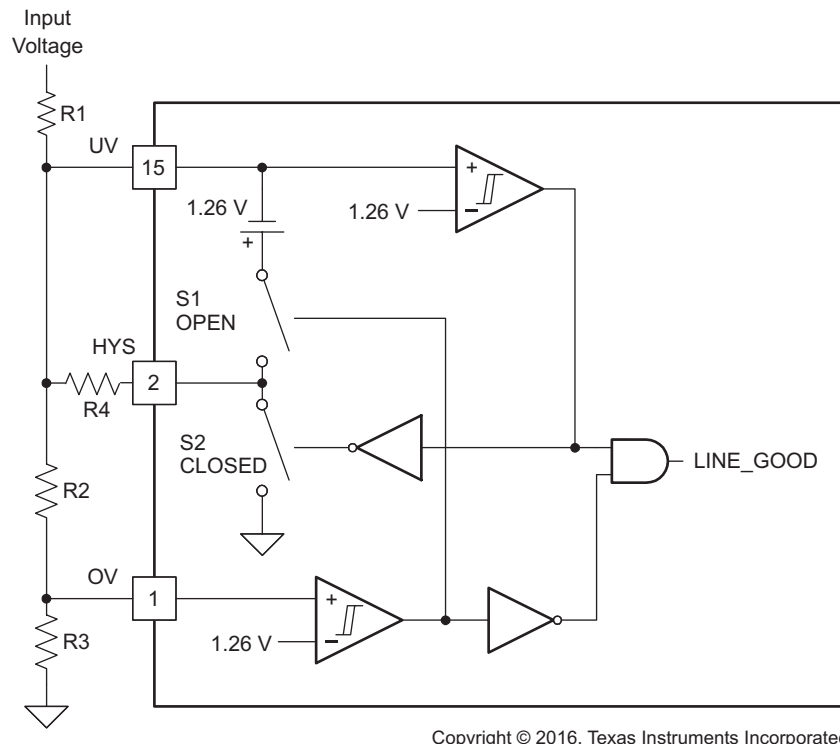 Input
Voltage
R1
UV
15
+
1.26 V
1.26 V
−
+
S1
OPEN
HYS
2
R4
S2
CLOSED
LINE_GOOD
R2
OV
1
+
R3
1.26 V
−
Copyright © 2016, Texas Instruments Incorporated